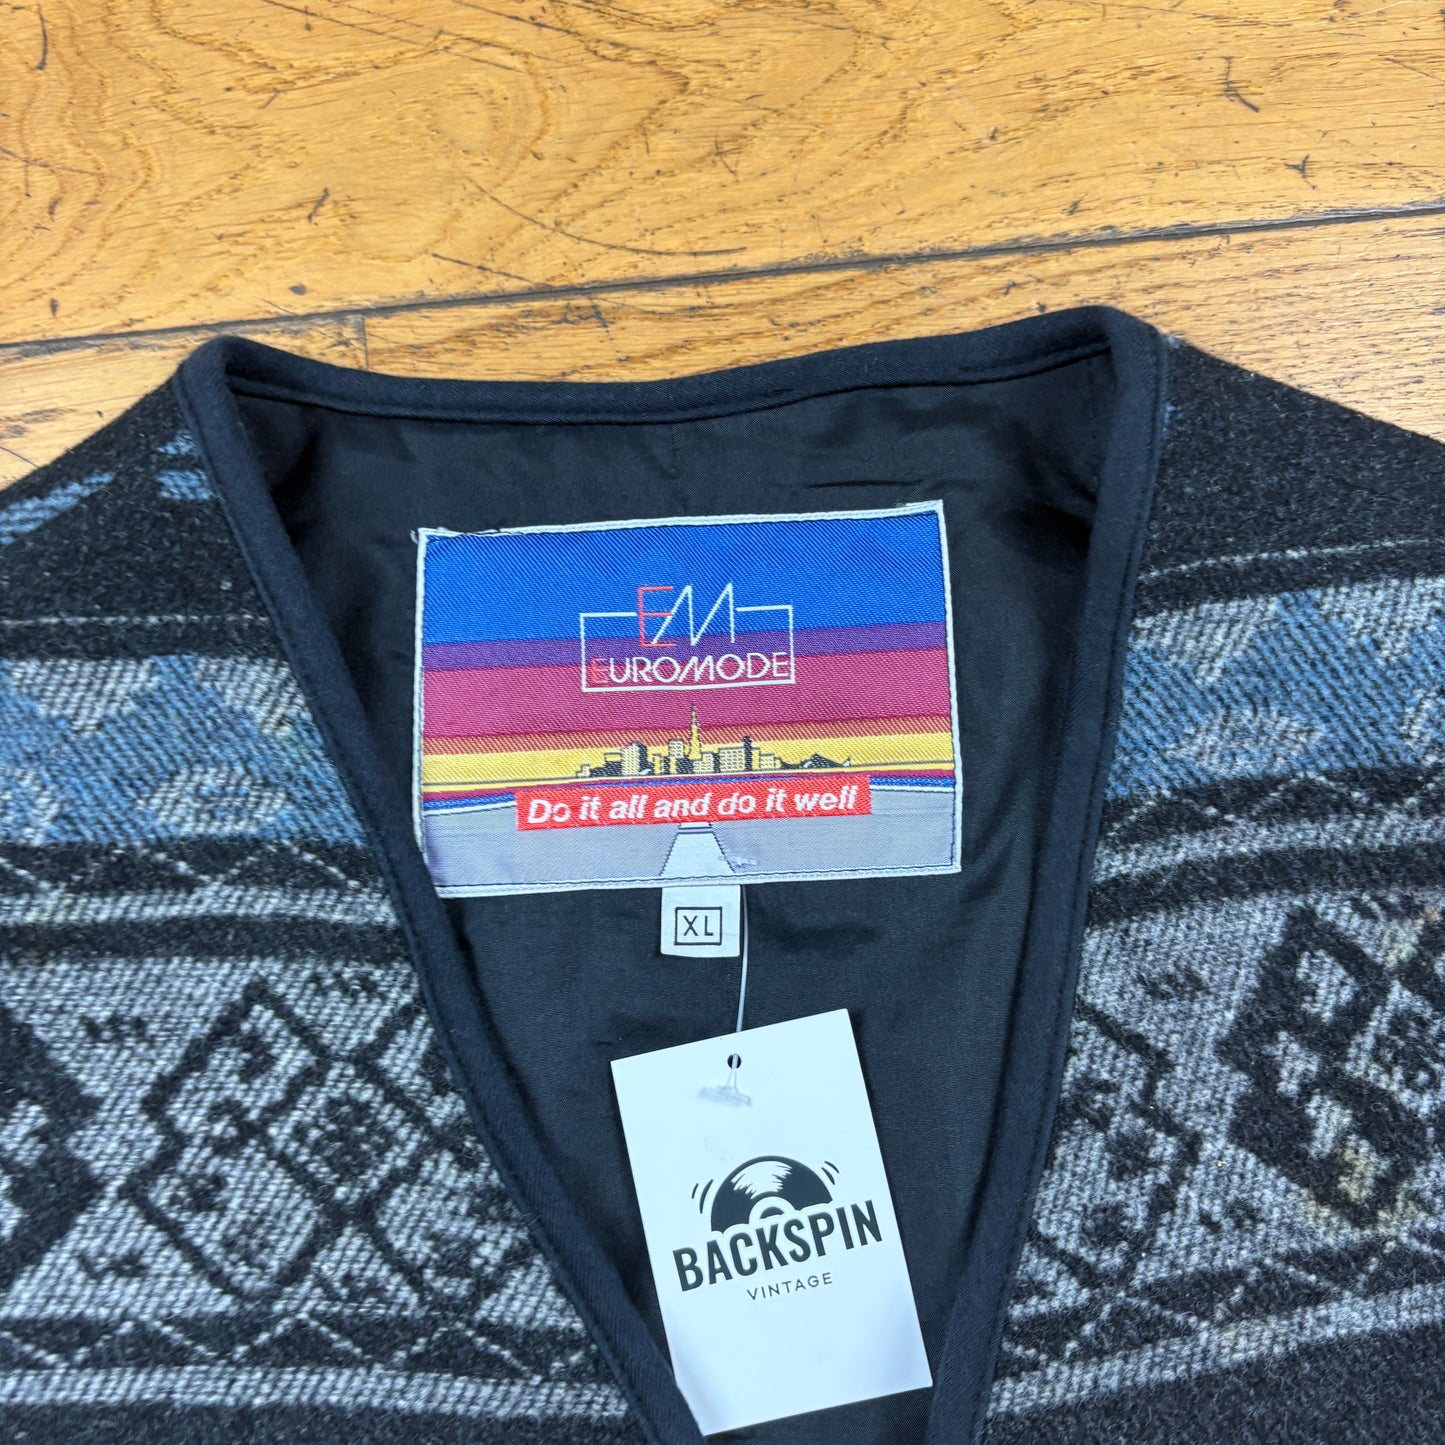 EM
EUROMODE
Do it all and do it well
XL
BACKSPIN
VINTAGE